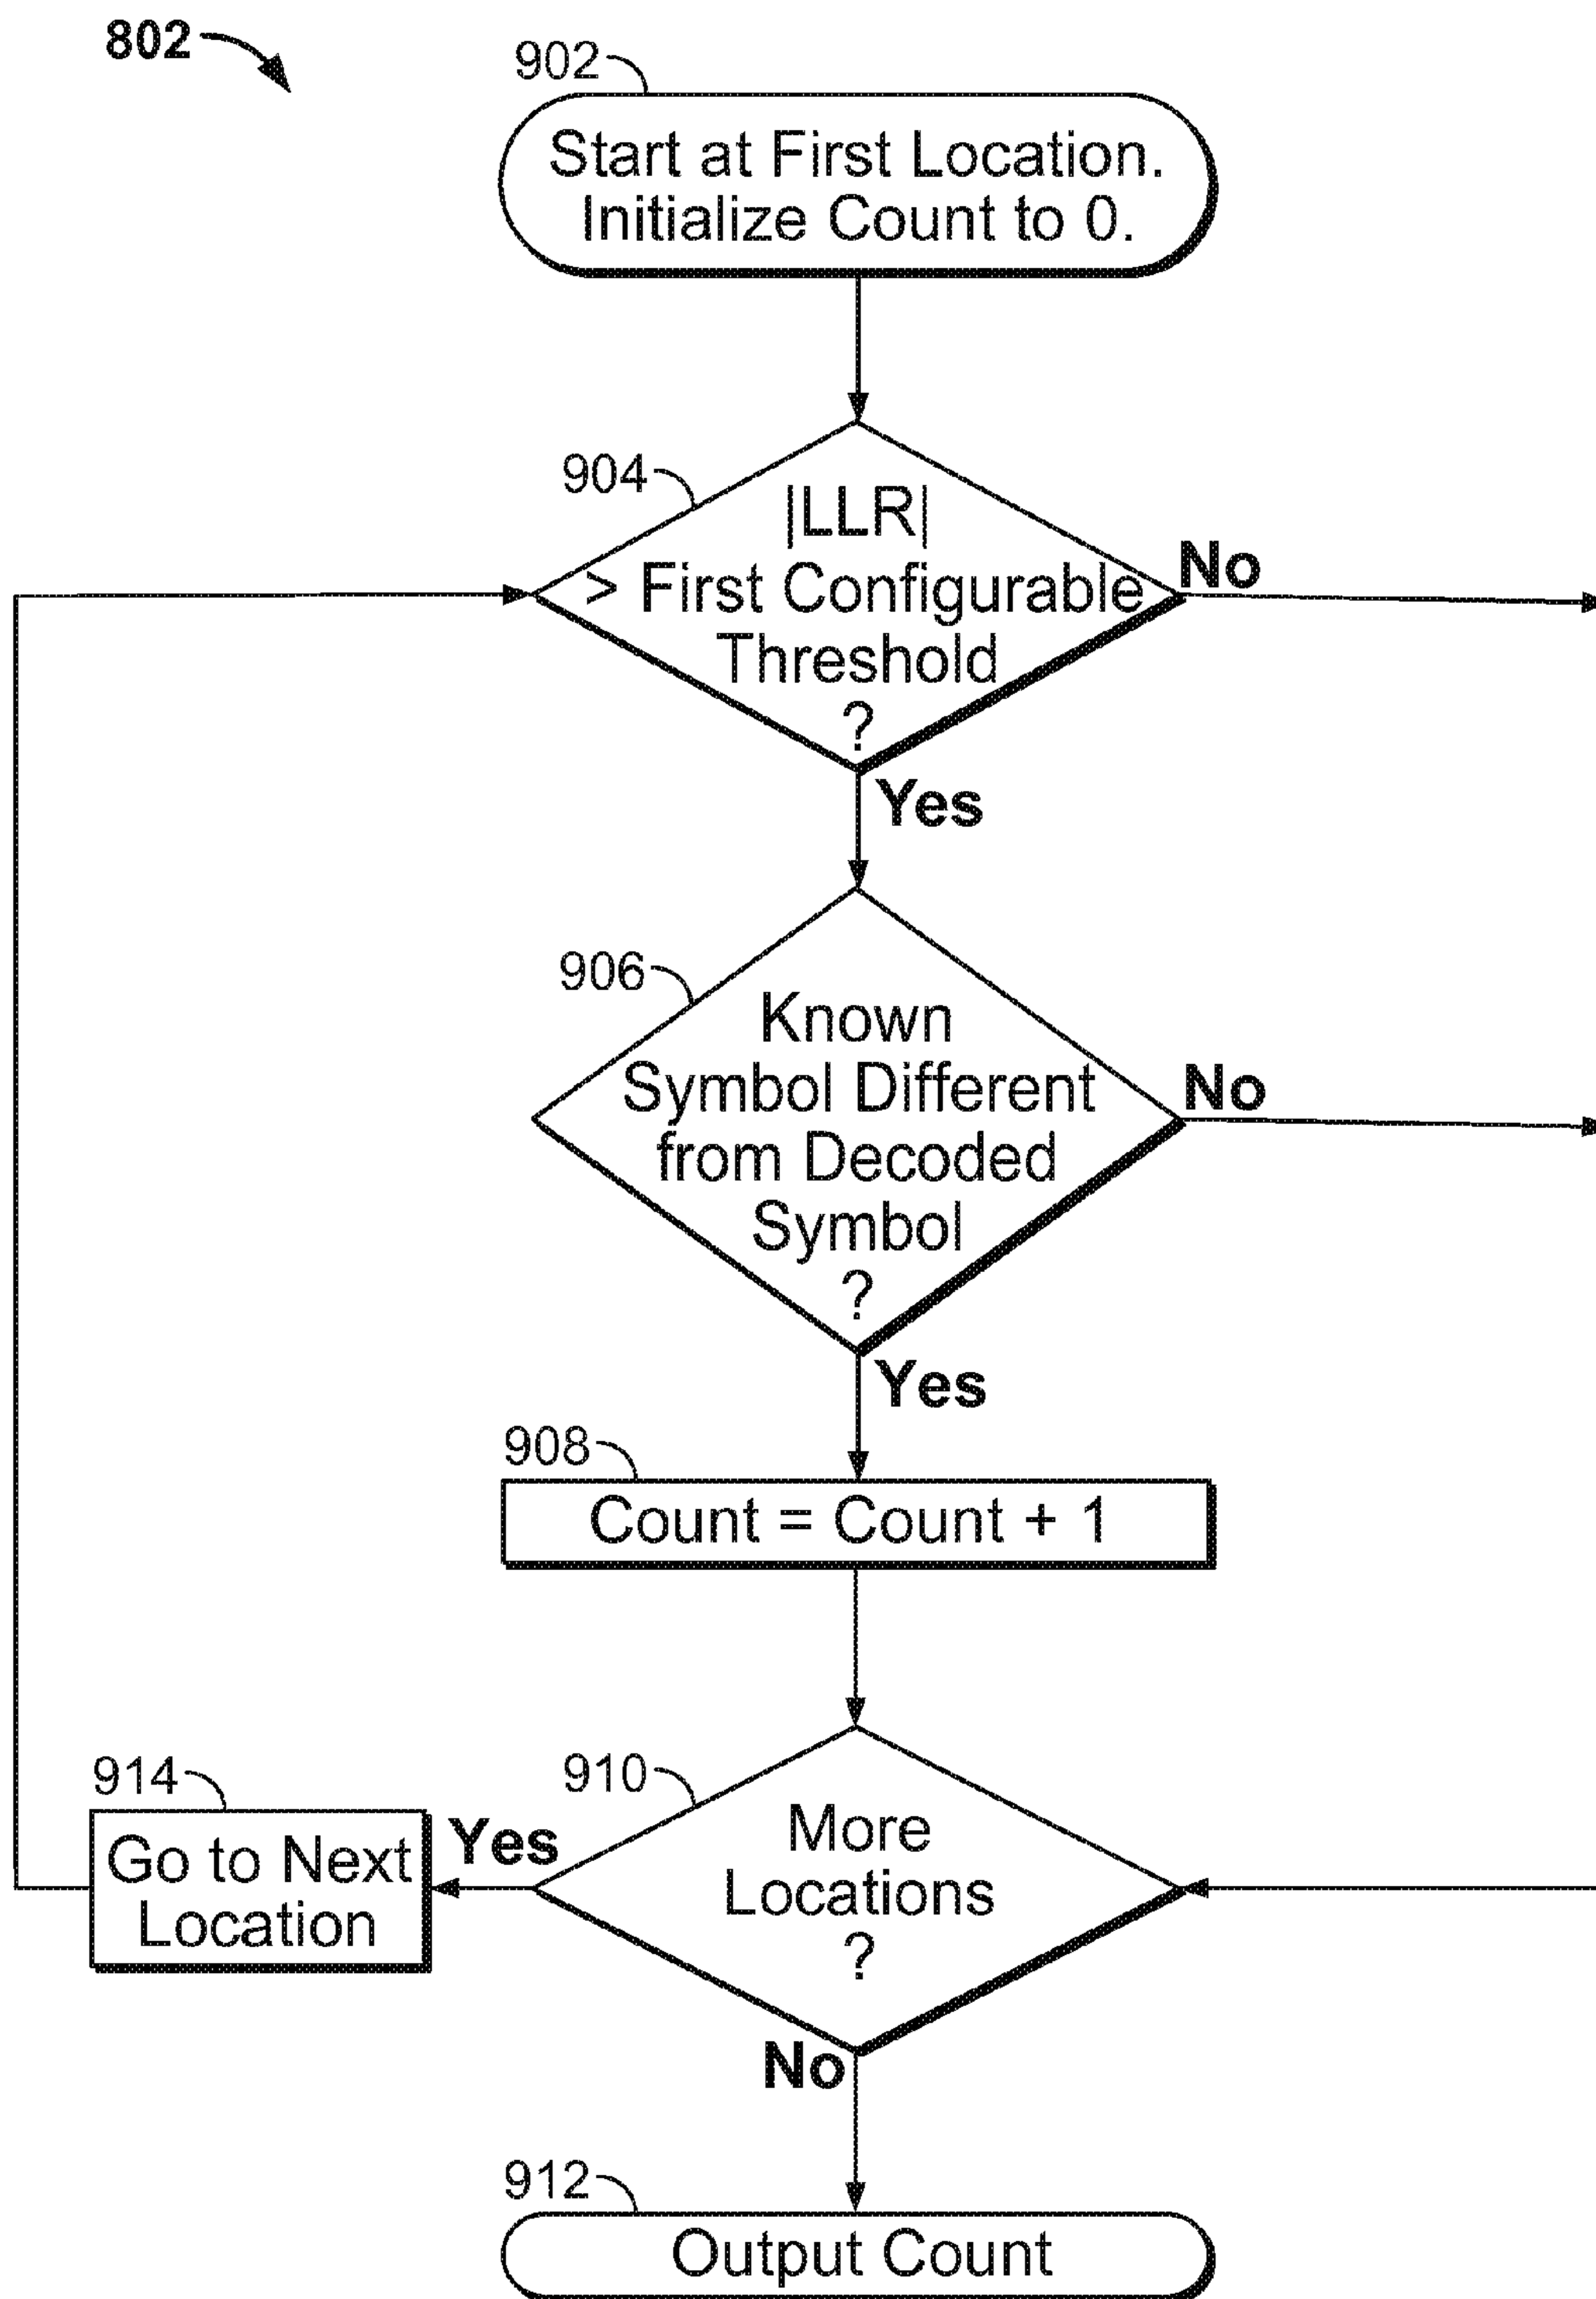 802
902
Start at First Location.
Initialize Count to 0.
904
|LLR|
> First Configurable
Threshold
?
No
Yes
906
Known
Symbol Different
from Decoded
Symbol
?
No
Yes
908
Count = Count + 1
910
More
Locations
?
Yes
914
Go to Next
Location
No
912
Output Count